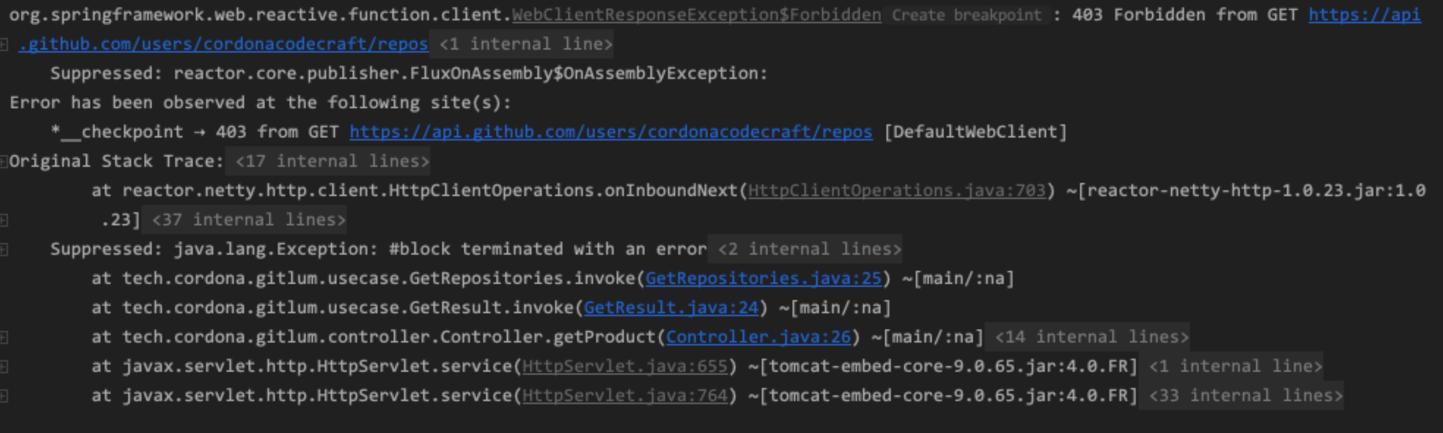 org.springframework.web.reactive.function.client.WebClientResponseException$Forbidden Create breakpoint : 403 Forbidden from GET https://api
.github.com/users/cordonacodecraft/repos <1 internal line>
Suppressed: reactor.core.publisher.FluxOnAssembly$OnAssemblyException:
Error has been observed at the following site(s):
*__checkpoint → 403 from GET https://api.github.com/users/cordonacodecraft/repos [DefaultWebClient]
Original Stack Trace: <17 internal lines>
at reactor.netty.http.client.HttpClientOperations.onInboundNext(HttpClientOperations.java:703) ~[reactor-netty-http-1.0.23.jar:1.0
.23] <37 internal lines>
Suppressed: java.lang.Exception: #block terminated with an error <2 internal lines>
at tech.cordona.gitlum.usecase.GetRepositories.invoke(GetRepositories.java:25) ~[main/:na]
at tech.cordona.gitlum.usecase.GetResult.invoke(GetResult.java:24) ~[main/:na]
at tech.cordona.gitlum.controller.Controller.getProduct(Controller.java:26) ~[main/:na] <14 internal lines>
at javax.servlet.http.HttpServlet.service(HttpServlet.java:655) ~[tomcat-embed-core-9.0.65.jar:4.0.FR] <1 internal line>
at javax.servlet.http.HttpServlet.service(HttpServlet.java:764) ~[tomcat-embed-core-9.0.65.jar:4.0.FR] <33 internal lines>